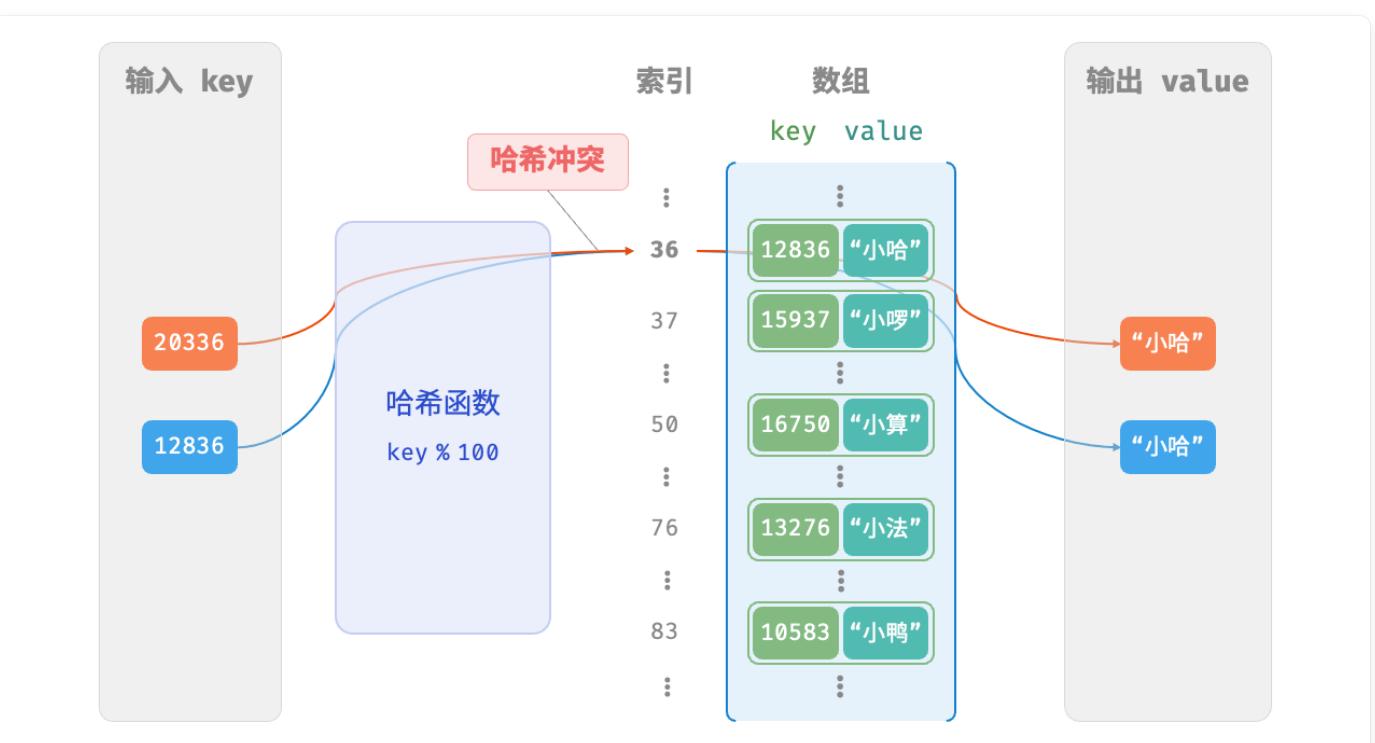 输入 key
索引
数组
输出 value
key value
哈希冲突
36
12836 “小哈”
37
15937 “小啰”
20336
“小哈”
哈希函数
key % 100
50
16750 “小算”
12836
“小哈”
76
13276 “小法”
83
10583 “小鸭”